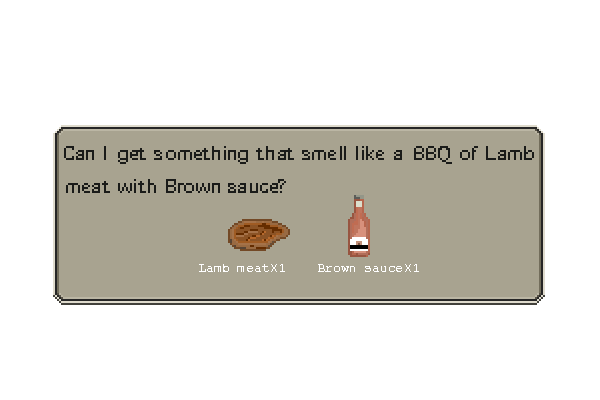 Can I get something that smell like a BBQ of Lamb
meat with Brown sauce?
Lamb meatX1 Brown sauceX1